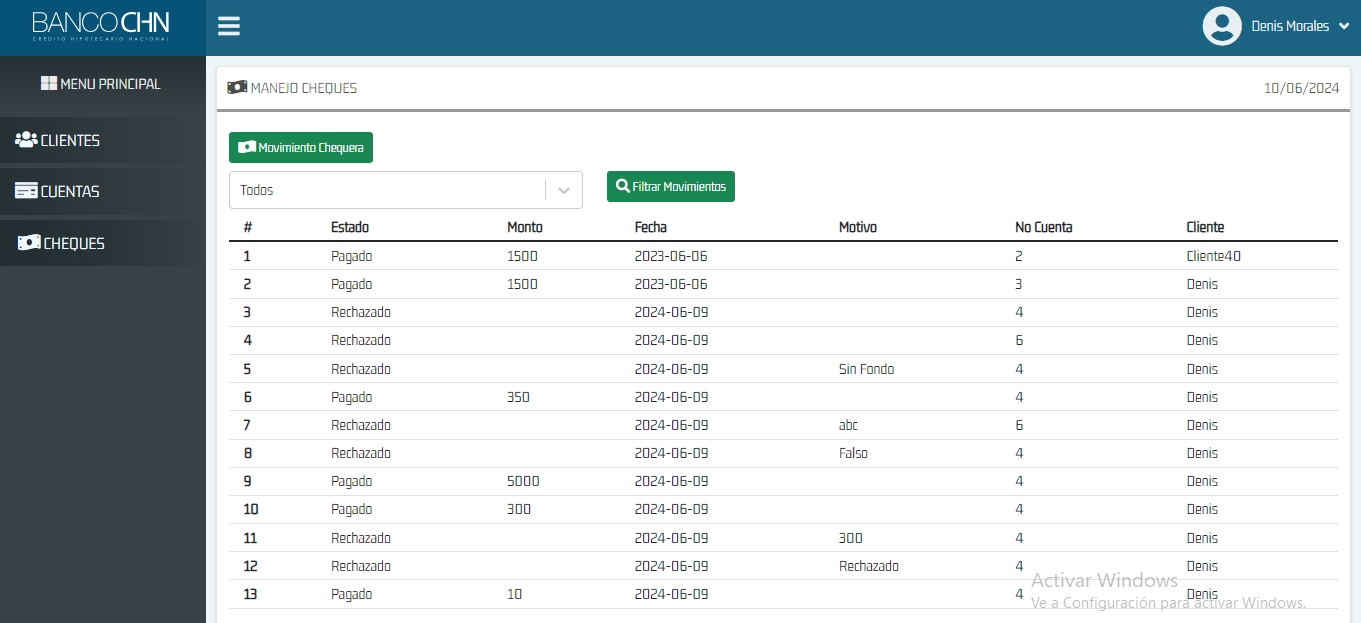 BANCOCHN
CREDITO HIPOTECARIO NACIONAL
Denis Morales
MENU PRINCIPAL
CLIENTES
CUENTAS
CHEQUES
MANEJO CHEQUES 10/06/2024
Movimiento Chequera
Todos
Filtrar Movimientos
# Estado Monto Fecha Motivo No Cuenta Cliente
1 Pagado 1500 2023-06-06 2 Cliente40
2 Pagado 1500 2023-06-06 3 Denis
3 Rechazado 2024-06-09 4 Denis
4 Rechazado 2024-06-09 6 Denis
5 Rechazado 2024-06-09 Sin Fondo 4 Denis
6 Pagado 350 2024-06-09 4 Denis
7 Rechazado 2024-06-09 abc 6 Denis
8 Rechazado 2024-06-09 Falso 4 Denis
9 Pagado 5000 2024-06-09 4 Denis
10 Pagado 300 2024-06-09 4 Denis
11 Rechazado 2024-06-09 300 4 Denis
12 Rechazado 2024-06-09 Rechazado 4 Denis
13 Pagado 10 2024-06-09 4 Denis
Activar Windows
Ve a Configuración para activar Windows.